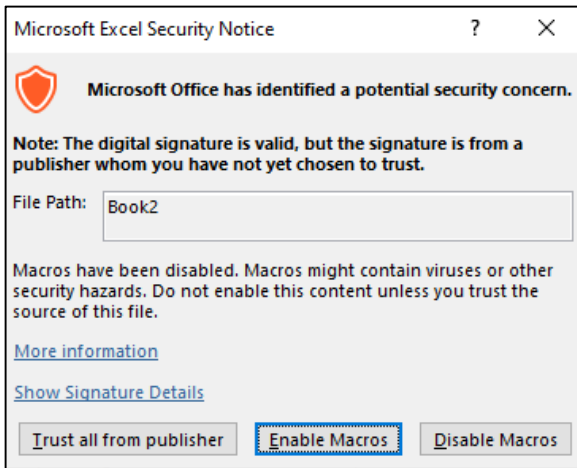 Microsoft Excel Security Notice ?
Microsoft Office has identified a potential security concern.
Note: The digital signature is valid, but the signature is from a
publisher whom you have not yet chosen to trust.
File Path: Book2
Macros have been disabled. Macros might contain viruses or other
security hazards. Do not enable this content unless you trust the
source of this file.
More information
Show Signature Details
Trust all from publisher Enable Macros Disable Macros